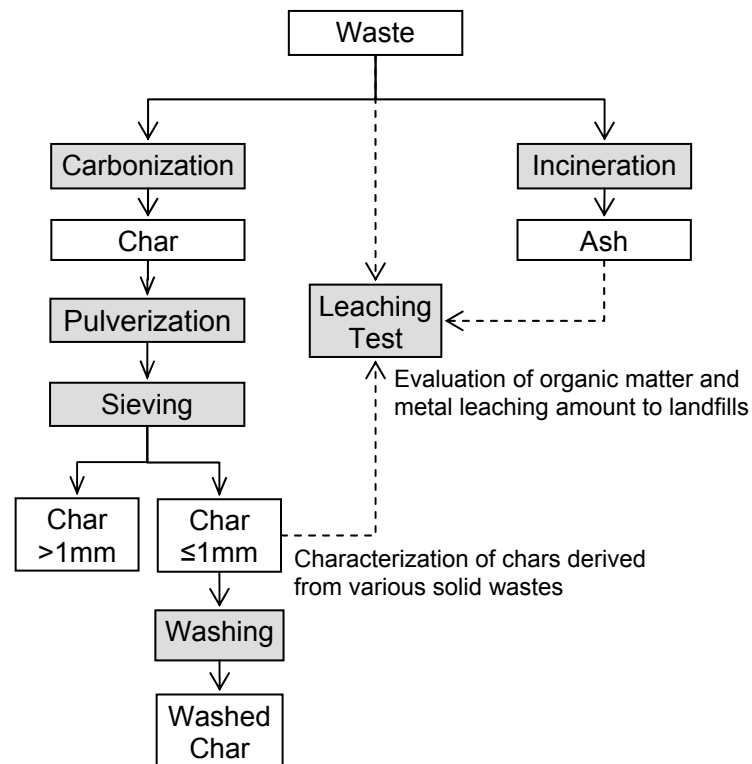 Waste
Carbonization
Incineration
Char
Ash
Pulverization
Leaching
Test
Sieving
Evaluation of organic matter and
metal leaching amount to landfills
Char
>1mm
Char
≤1mm
Characterization of chars derived
from various solid wastes
Washing
Washed
Char